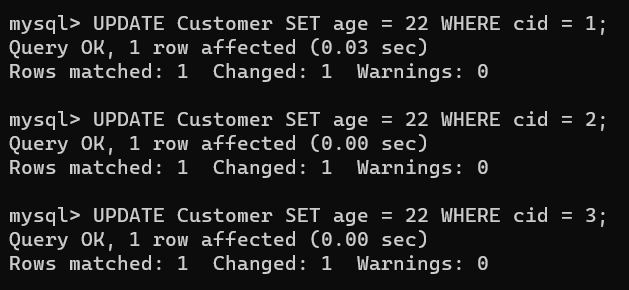 mysql> UPDATE Customer SET age = 22 WHERE cid = 1;
Query OK, 1 row affected (0.03 sec)
Rows matched: 1  Changed: 1  Warnings: 0

mysql> UPDATE Customer SET age = 22 WHERE cid = 2;
Query OK, 1 row affected (0.00 sec)
Rows matched: 1  Changed: 1  Warnings: 0

mysql> UPDATE Customer SET age = 22 WHERE cid = 3;
Query OK, 1 row affected (0.00 sec)
Rows matched: 1  Changed: 1  Warnings: 0